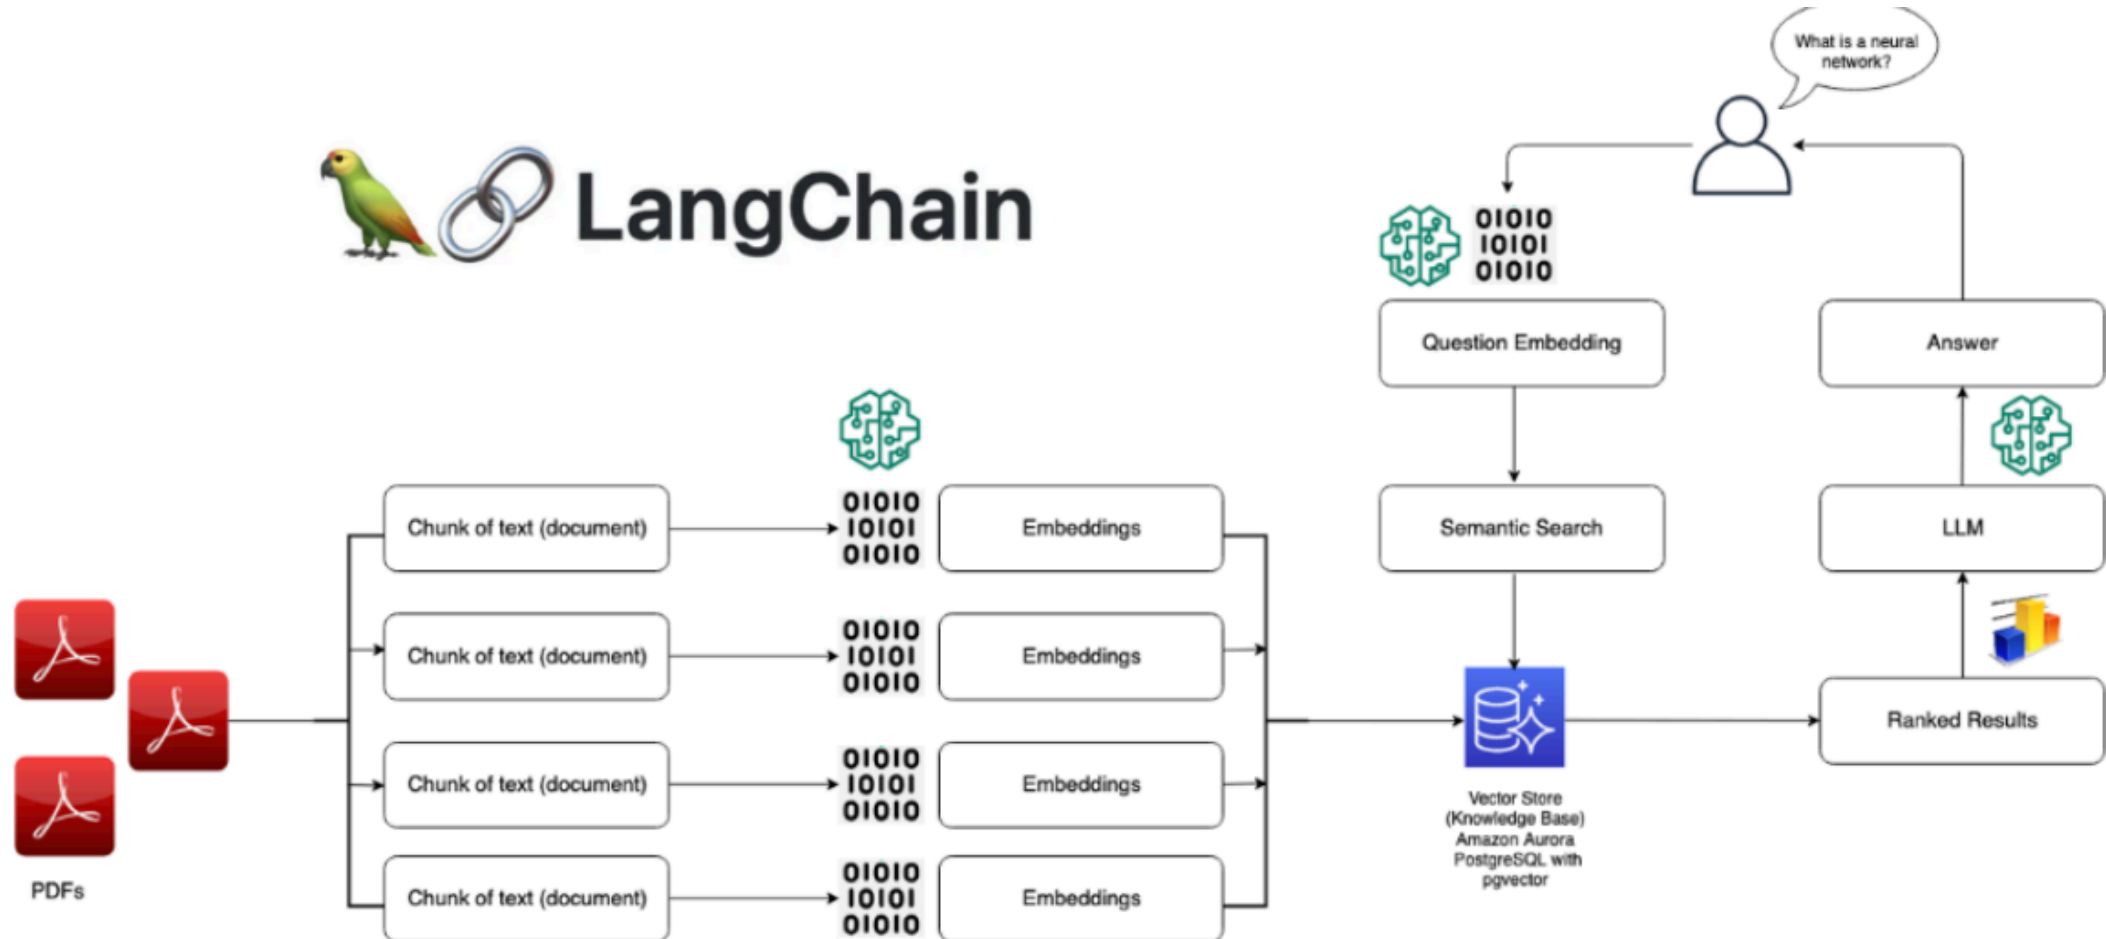 What is a neural
network?
LangChain
01010
10101
01010
Question Embedding
Answer
Chunk of text (document)
01010
10101
01010
Embeddings
Semantic Search
LLM
Chunk of text (document)
01010
10101
01010
Embeddings
Ranked Results
Chunk of text (document)
01010
10101
01010
Embeddings
Vector Store
(Knowledge Base)
Amazon Aurora
PostgreSQL with
pgvector
PDFs
Chunk of text (document)
01010
10101
01010
Embeddings